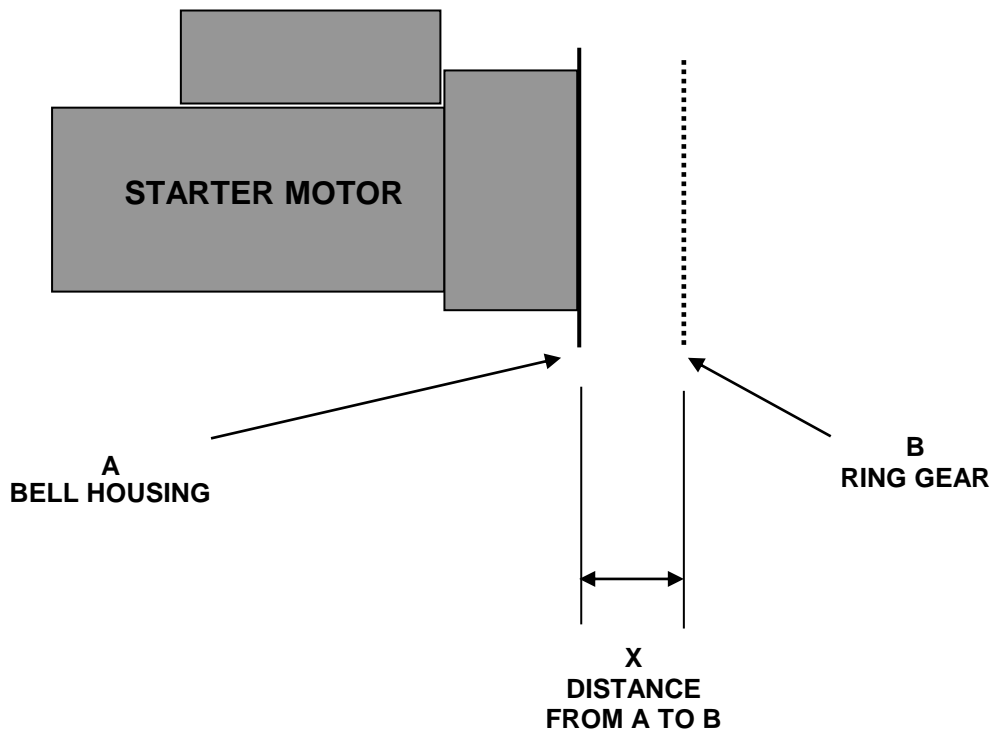 STARTER MOTOR
A
BELL HOUSING
B
RING GEAR
X
DISTANCE
FROM A TO B